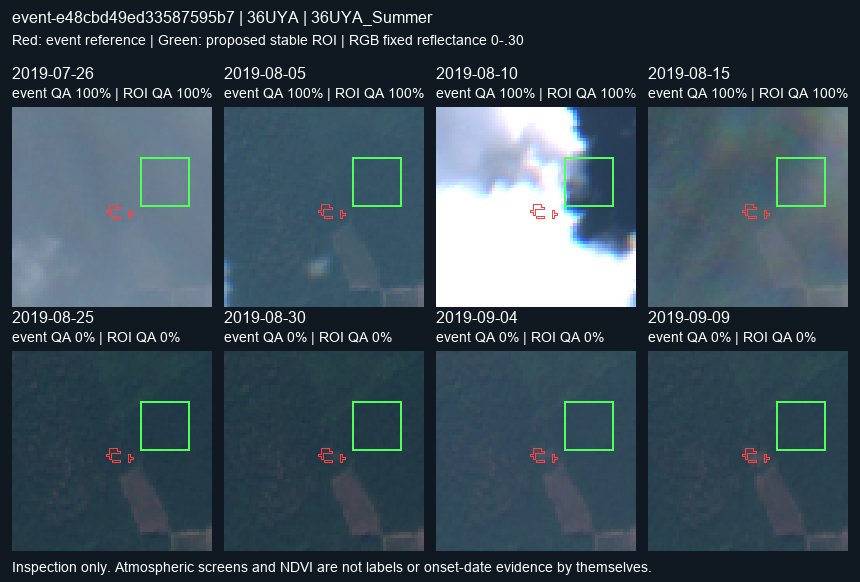 event-e48cbd49ed33587595b7 | 36UYA | 36UYA_Summer
Red: event reference | Green: proposed stable ROI | RGB fixed reflectance 0-.30
2019-07-26 2019-08-05 2019-08-10 2019-08-15
event QA 100% | ROI QA 100% event QA 100% | ROI QA 100% event QA 100% | ROI QA 100% event QA 100% | ROI QA 100%
2019-08-25 2019-08-30 2019-09-04 2019-09-09
event QA 0% | ROI QA 0% event QA 0% | ROI QA 0% event QA 0% | ROI QA 0% event QA 0% | ROI QA 0%
Inspection only. Atmospheric screens and NDVI are not labels or onset-date evidence by themselves.